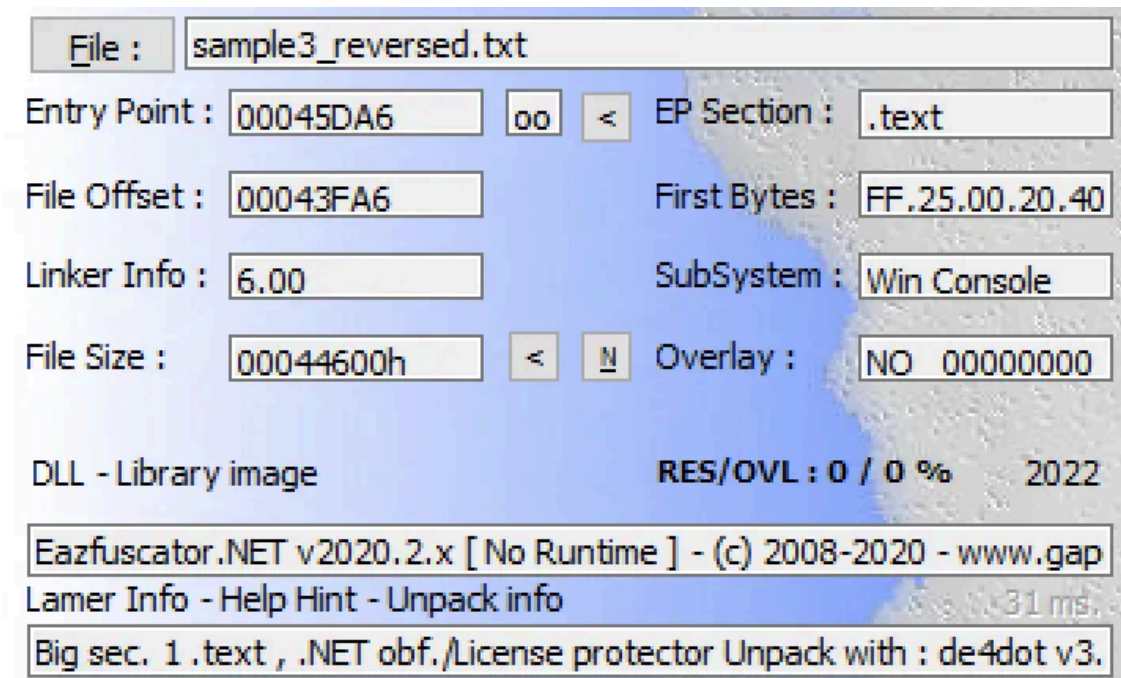 File : sample3_reversed.txt
Entry Point : 00045DA6 oo < EP Section : .text
File Offset : 00043FA6 First Bytes : FF.25.00.20.40
Linker Info : 6.00 SubSystem : Win Console
File Size : 00044600h < N Overlay : NO 00000000
DLL - Library image RES/OVL : 0 / 0 % 2022
Eazfuscator.NET v2020.2.x [ No Runtime ] - (c) 2008-2020 - www.gap
Lamer Info - Help Hint - Unpack info 31 ms.
Big sec. 1 .text , .NET obf./License protector Unpack with : de4dot v3.